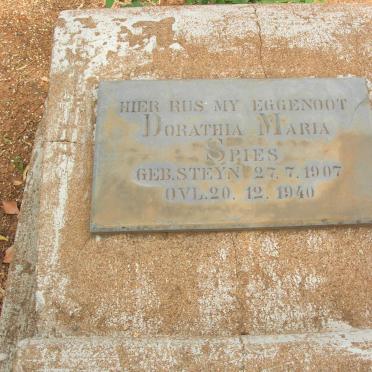 HIER RUS MY EGGENOOT
DORATHIA MARIA
SPIES
GEB.STEYN 27.7.1907
OVL.20.12.1940